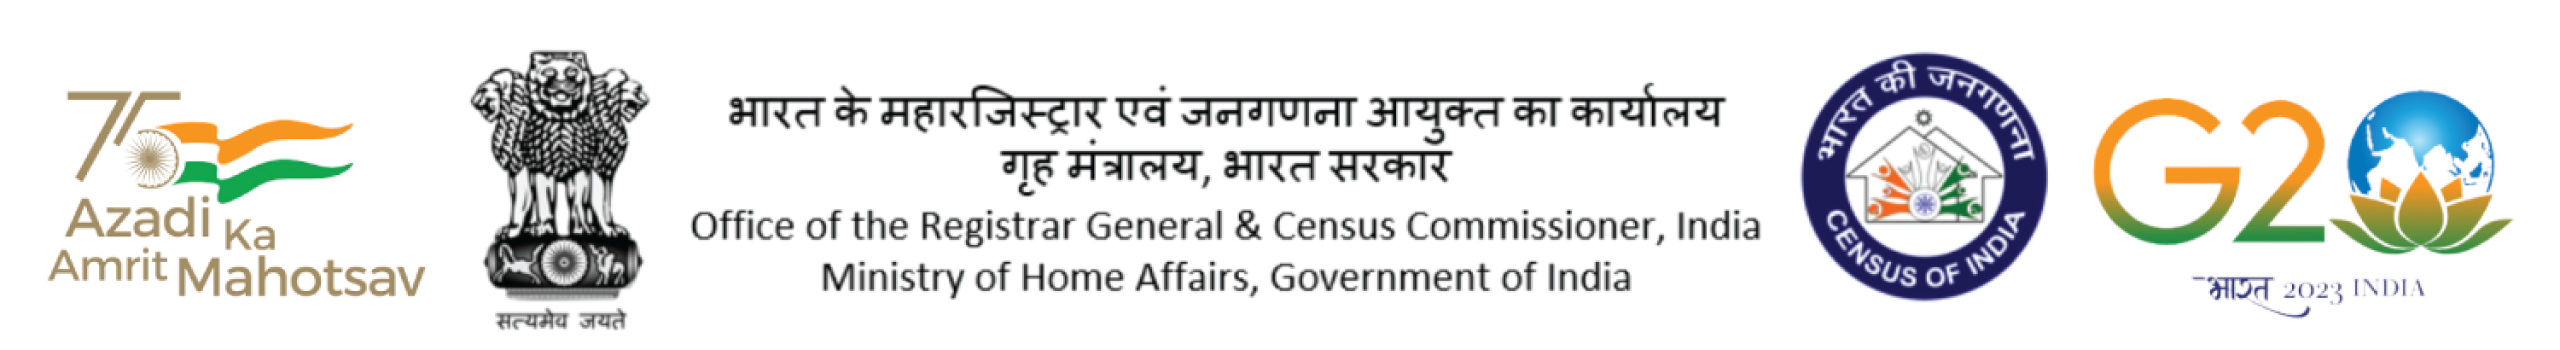 75
Azadi Ka
Amrit Mahotsav
सत्यमेव जयते
भारत के महारजिस्ट्रार एवं जनगणना आयुक्त का कार्यालय
गृह मंत्रालय, भारत सरकार
Office of the Registrar General & Census Commissioner, India
Ministry of Home Affairs, Government of India
भारत की जनगणना
CENSUS OF INDIA
G20
भारत 2023 INDIA